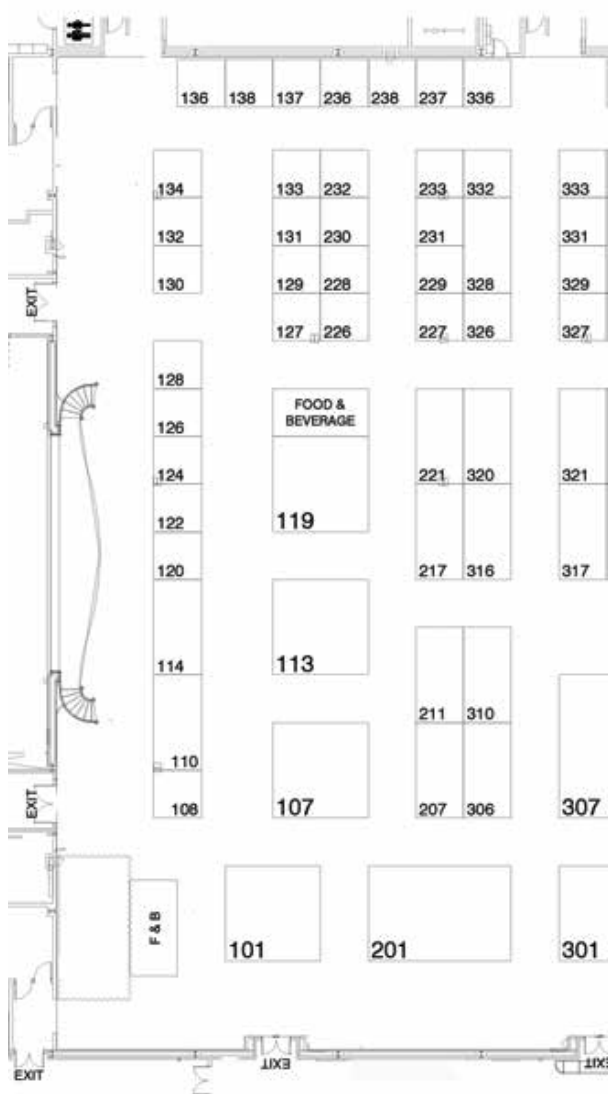 136 138 137 236 238 237 336
134 133 232 233 332 333
132 131 230 231 331
130 129 228 229 328 329
EXIT
127 226 227 326 327
128
FOOD &
BEVERAGE
126
124 221 320 321
122 119
120 217 316 317
114 113
211 310
110
108 107 207 306 307
EXIT
F & B
101 201 301
EXIT
EXIT
EXIT